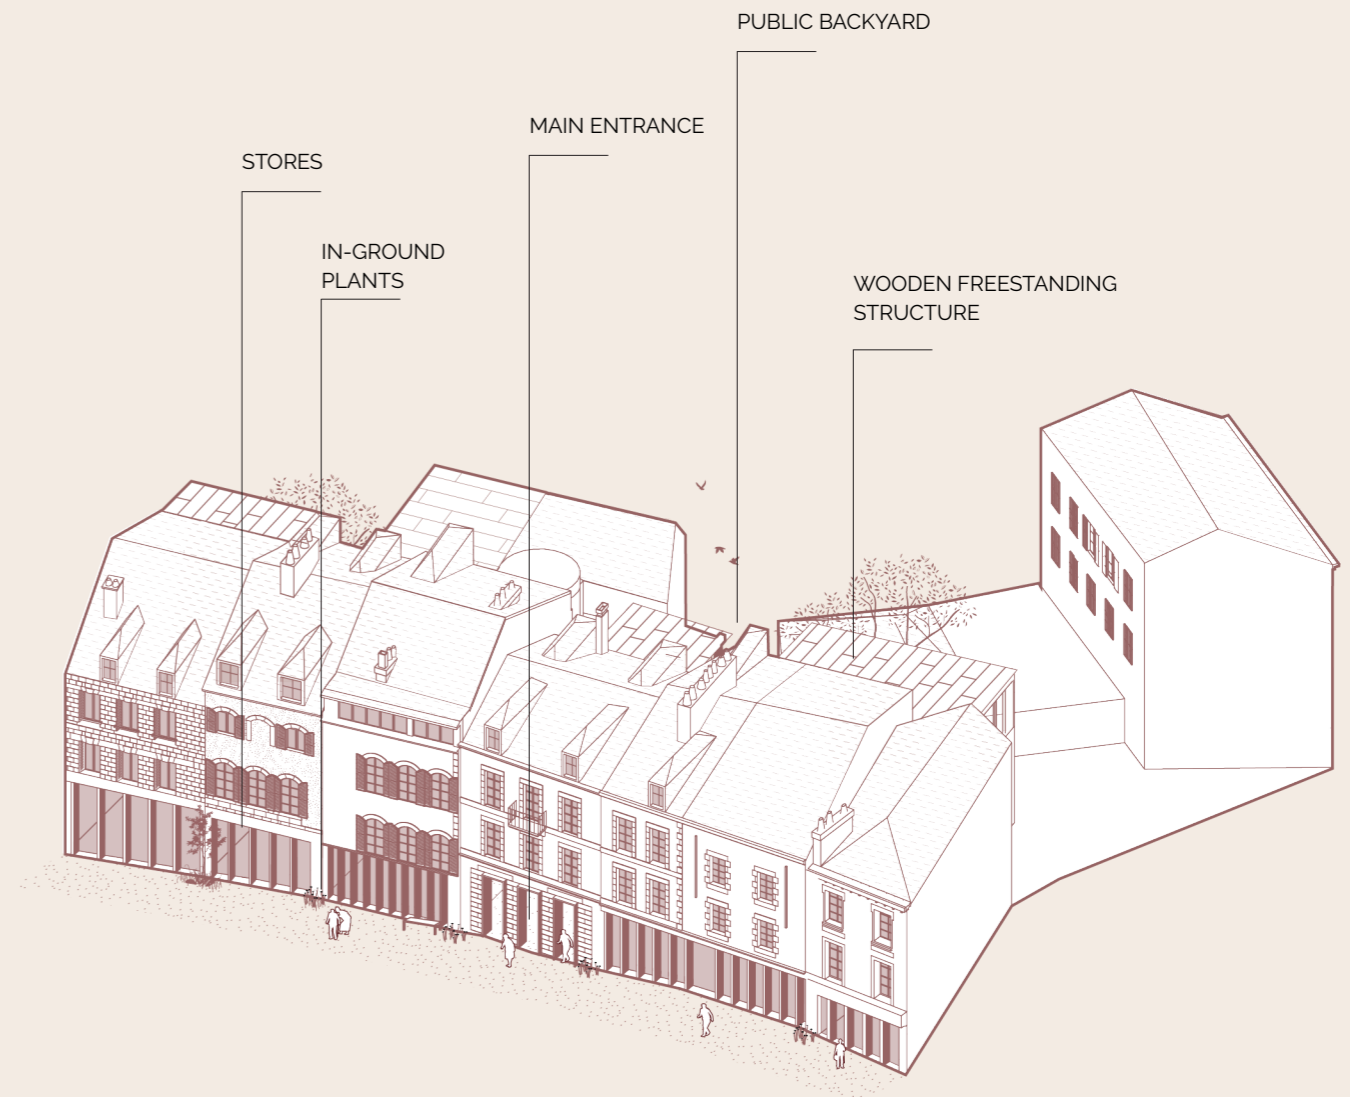 PUBLIC BACKYARD
MAIN ENTRANCE
STORES
IN-GROUND
PLANTS
WOODEN FREESTANDING
STRUCTURE